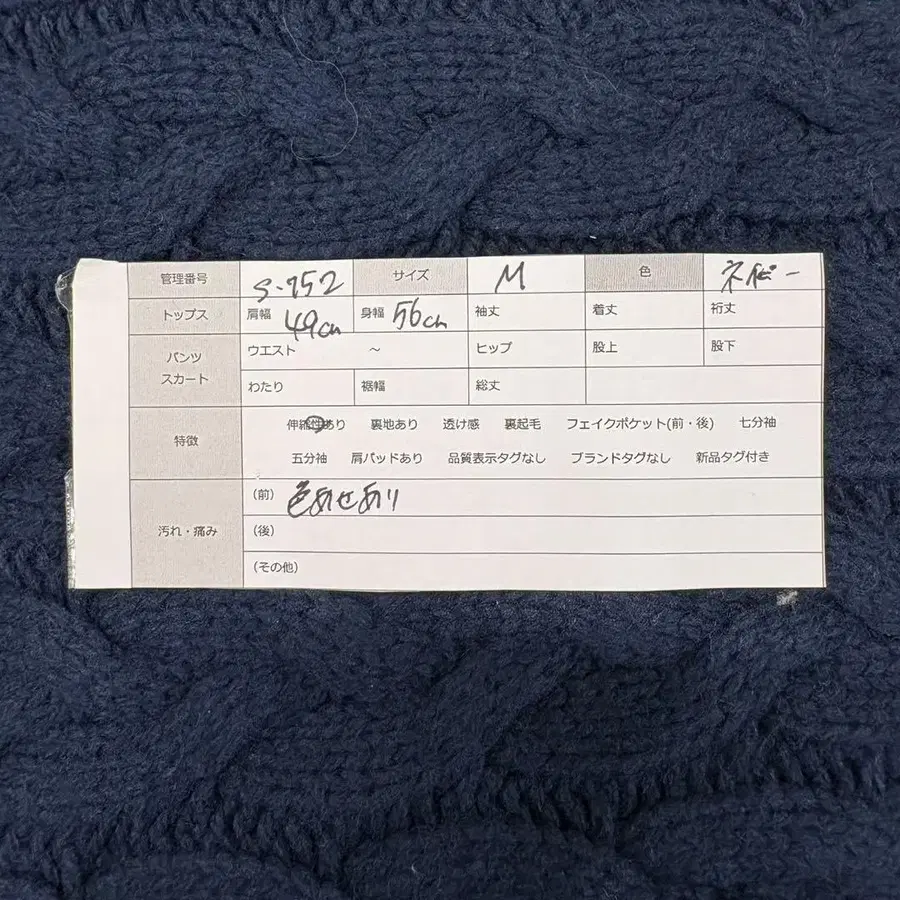 管理番号 S-952 サイズ M 色 ネイビー
トップス 肩幅 49cm 身幅 56cm 袖丈 着丈 裄丈
パンツ スカート ウエスト ～ ヒップ 股上 股下
わたり 裾幅 総丈
特徴 伸縮性あり 裏地あり 透け感 裏起毛 フェイクポケット(前・後) 七分袖
五分袖 肩パッドあり 品質表示タグなし ブランドタグなし 新品タグ付き
汚れ・痛み (前) 色あせあり
(後)
(その他)